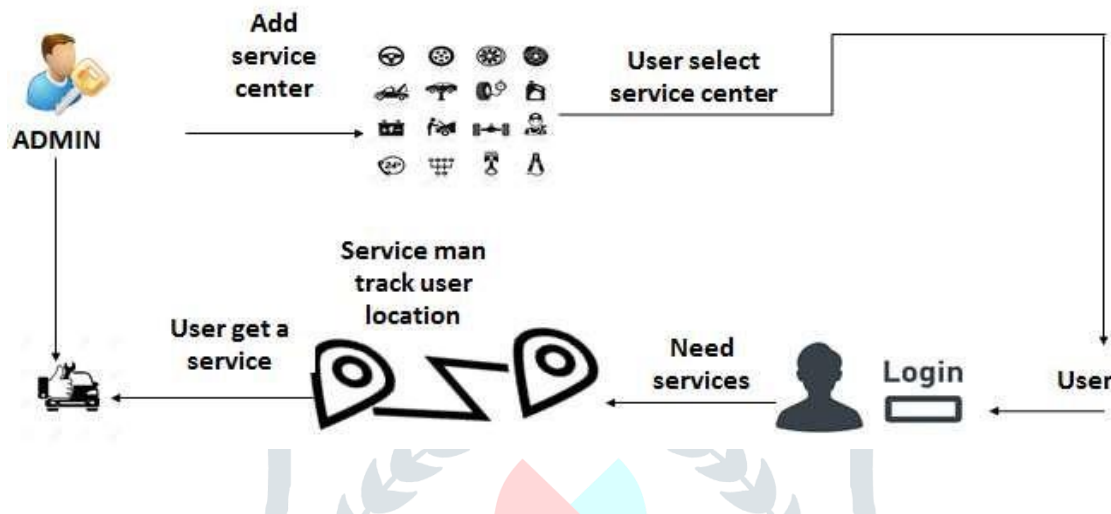 Add
service
center
User select
service center
ADMIN
24
Service man
track user
location
User get a
service
Need
services
Login
User